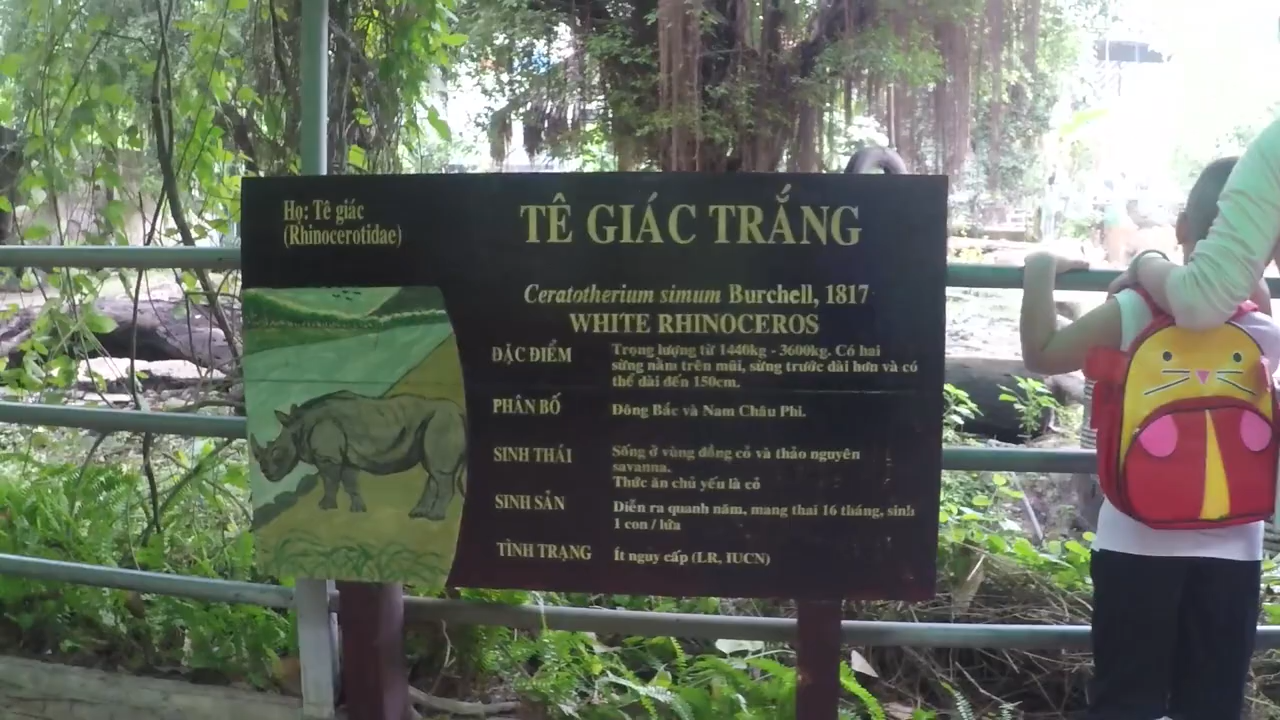 Họ: Tê giác
(Rhinocerotidae)
TÊ GIÁC TRẮNG
Ceratotherium simum Burchell, 1817
WHITE RHINOCEROS
ĐẶC ĐIỂM
Trọng lượng từ 1440kg - 3600kg. Có hai
sừng nằm trên mũi, sừng trước dài hơn và có
thể dài đến 150cm.
PHÂN BỐ
Đông Bắc và Nam Châu Phi.
SINH THÁI
Sống ở vùng đồng cỏ và thảo nguyên
savanna.
Thức ăn chủ yếu là cỏ
SINH SẢN
Diễn ra quanh năm, mang thai 16 tháng, sinh
1 con / lứa
TÌNH TRẠNG
Ít nguy cấp (LR, IUCN)